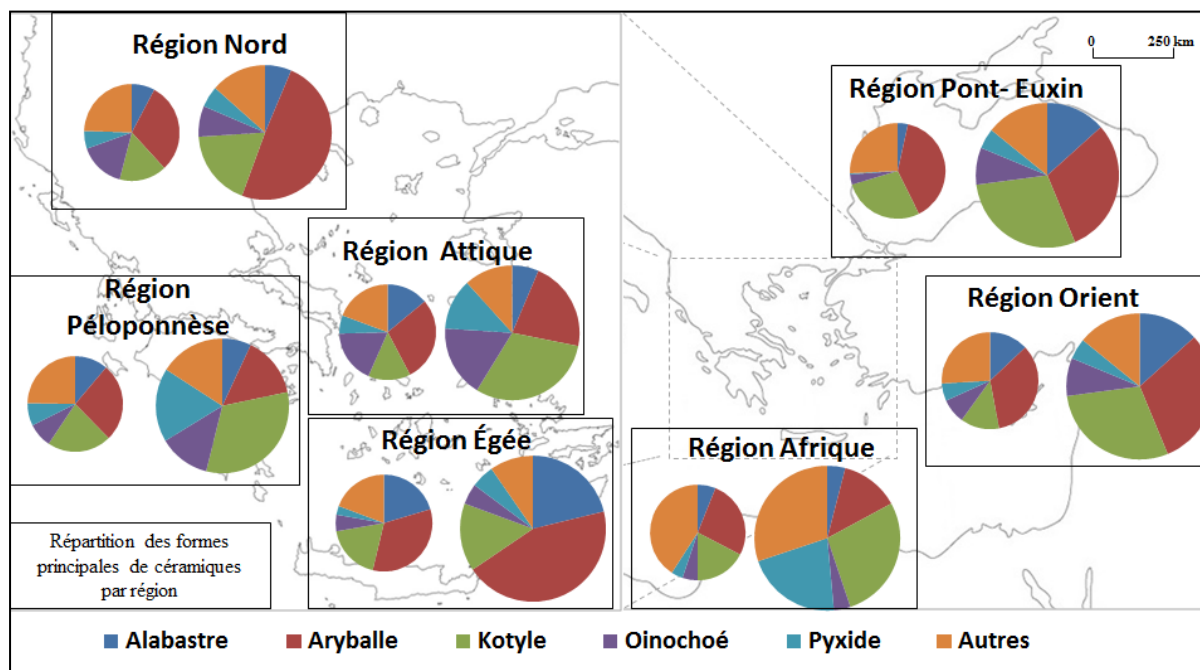 Région Nord
0 250 km
Région Pont- Euxin
Région Attique
Région
Péloponnèse
Région Orient
Région Égée
Région Afrique
Répartition des formes
principales de céramiques
par région
Alabastre Aryballe Kotyle Oinochoé Pyxide Autres